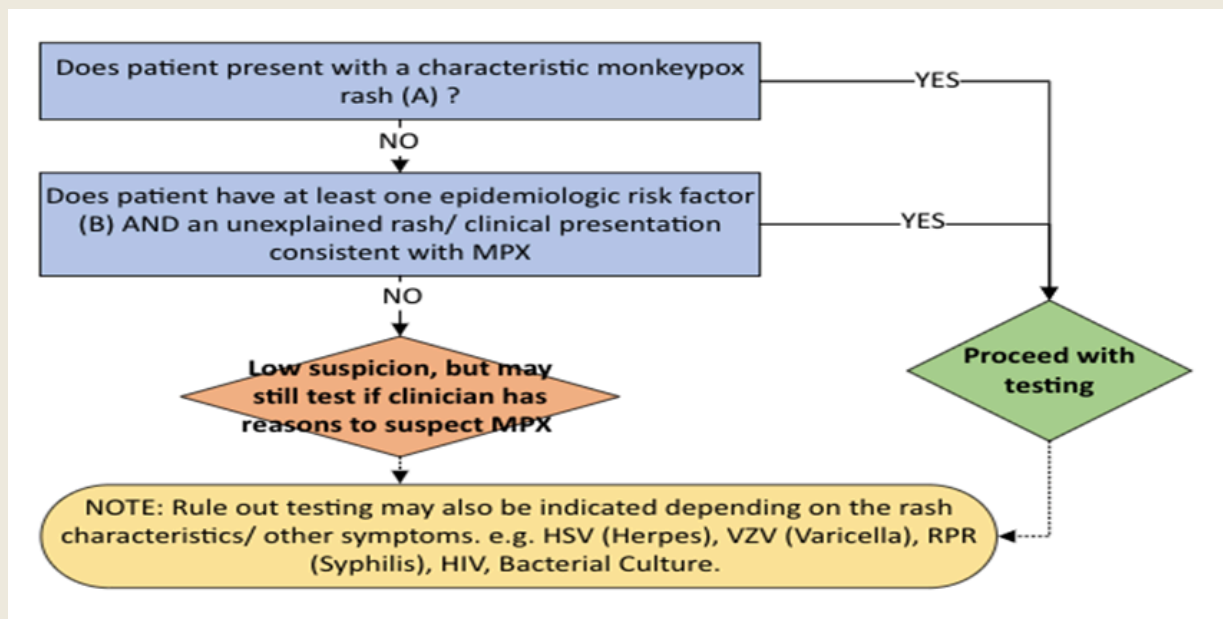 Does patient present with a characteristic monkeypox
rash (A) ?
YES
NO
Does patient have at least one epidemiologic risk factor
(B) AND an unexplained rash/ clinical presentation
consistent with MPX
YES
NO
Low suspicion, but may
still test if clinician has
reasons to suspect MPX
Proceed with
testing
NOTE: Rule out testing may also be indicated depending on the rash
characteristics/ other symptoms. e.g. HSV (Herpes), VZV (Varicella), RPR
(Syphilis), HIV, Bacterial Culture.